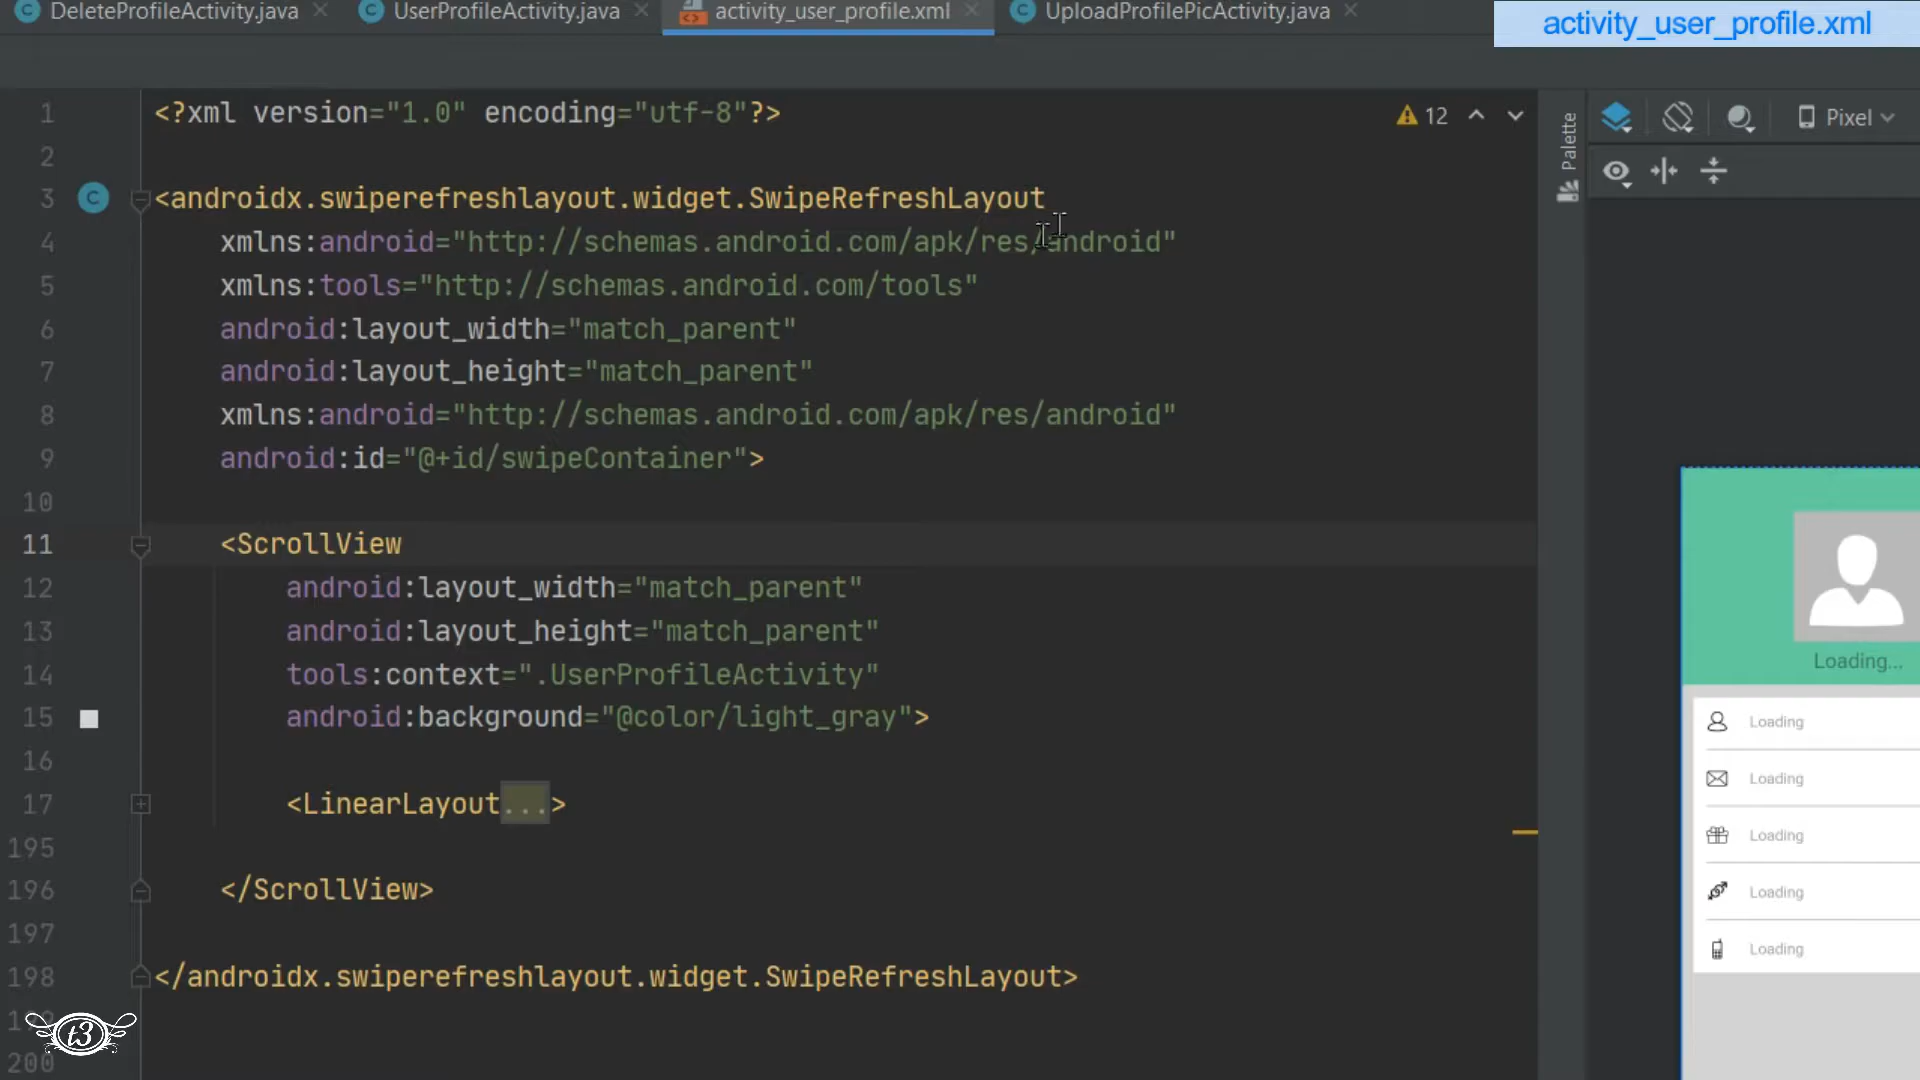 DeleteProfileActivity.java
UserProfileActivity.java
activity_user_profile.xml
UploadProfilePicActivity.java
activity_user_profile.xml
1 <?xml version="1.0" encoding="utf-8"?>
12
Palette
Pixel
2
3 <androidx.swiperefreshlayout.widget.SwipeRefreshLayout
4 xmlns:android="http://schemas.android.com/apk/res/android"
5 xmlns:tools="http://schemas.android.com/tools"
6 android:layout_width="match_parent"
7 android:layout_height="match_parent"
8 xmlns:android="http://schemas.android.com/apk/res/android"
9 android:id="@+id/swipeContainer">
10
11 <ScrollView
12 android:layout_width="match_parent"
13 android:layout_height="match_parent"
14 tools:context=".UserProfileActivity"
15 android:background="@color/light_gray">
16
17 <LinearLayout...>
195
196 </ScrollView>
197
198 </androidx.swiperefreshlayout.widget.SwipeRefreshLayout>
200
t3
Loading...
Loading
Loading
Loading
Loading
Loading